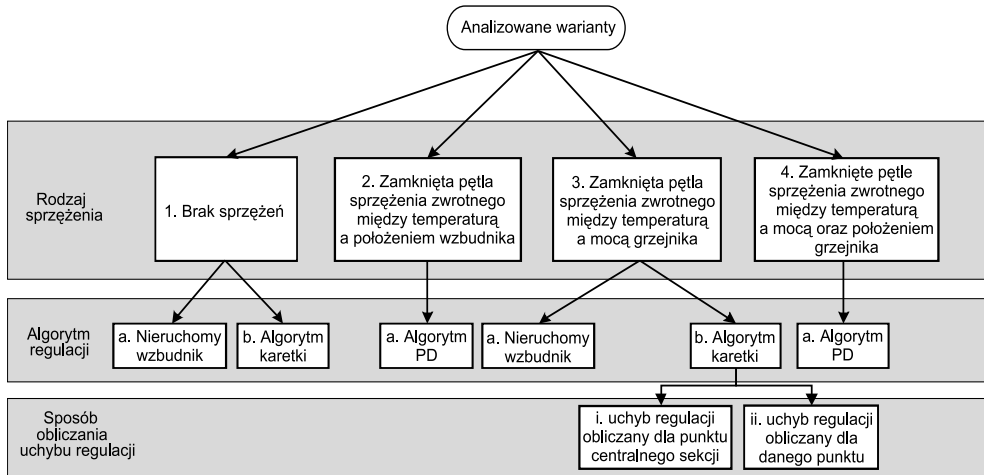 Analizowane warianty
Rodzaj
sprzężenia
1. Brak sprzężeń
2. Zamknięta pętla
sprzężenia zwrotnego
między temperaturą
a położeniem wzbudnika
3. Zamknięta pętla
sprzężenia zwrotnego
między temperaturą
a mocą grzejnika
4. Zamknięte pętle
sprzężenia zwrotnego
między temperaturą
a mocą oraz położeniem
grzejnika
Algorytm
regulacji
a. Nieruchomy
wzbudnik
b. Algorytm
karetki
a. Algorytm
PD
a. Nieruchomy
wzbudnik
b. Algorytm
karetki
a. Algorytm
PD
Sposób
obliczania
uchybu regulacji
i. uchyb regulacji
obliczany dla punktu
centralnego sekcji
ii. uchyb regulacji
obliczany dla
danego punktu